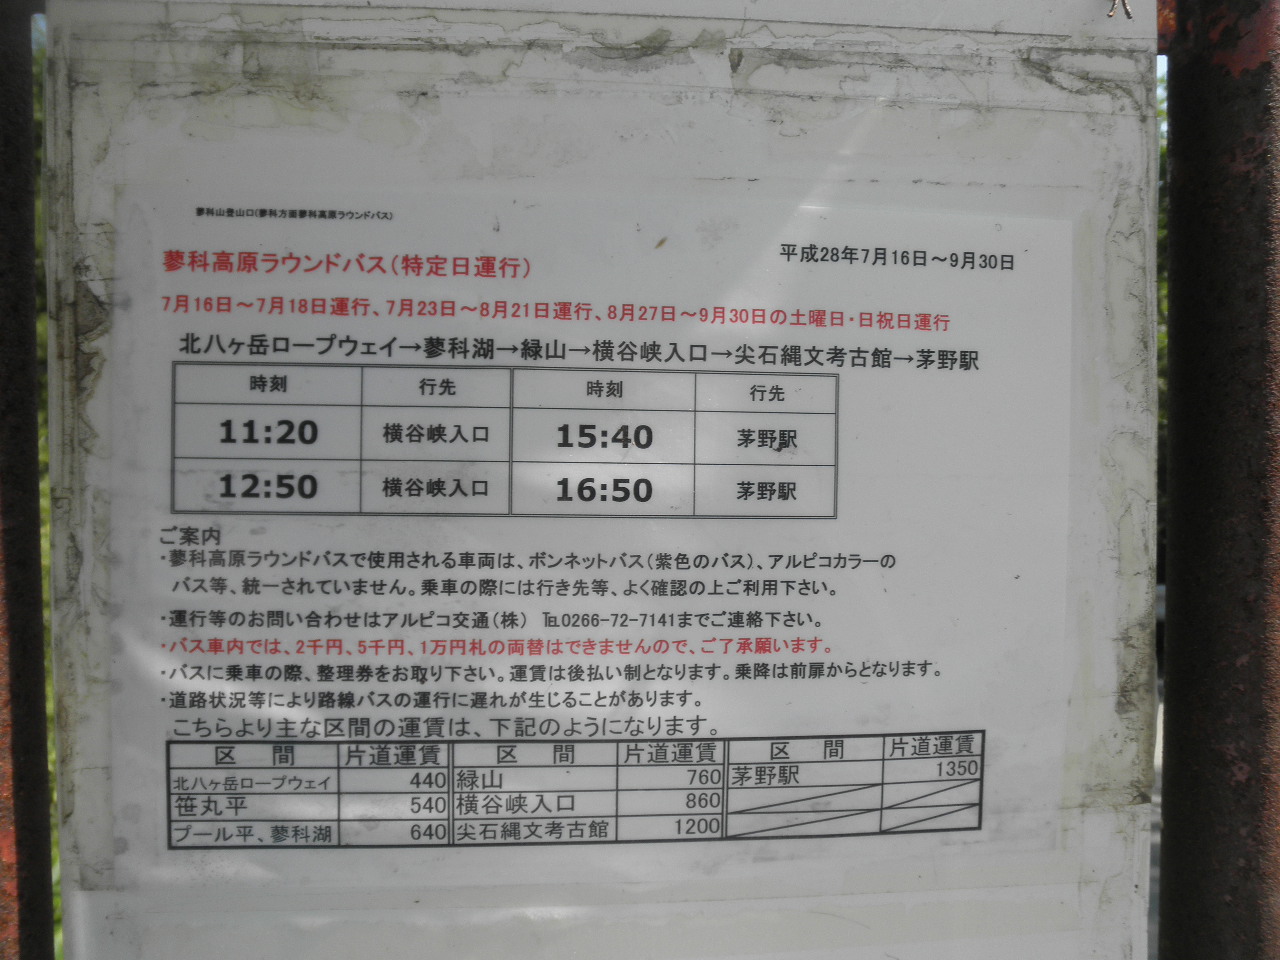 蓼科山登山口(蓼科方面蓼科高原ラウンドバス)
蓼科高原ラウンドバス(特定日運行)
平成28年7月16日～9月30日
7月16日～7月18日運行、7月23日～8月21日運行、8月27日～9月30日の土曜日・日祝日運行
北八ヶ岳ロープウェイ→蓼科湖→緑山→横谷峡入口→尖石縄文考古館→茅野駅
時刻 行先 時刻 行先
11:20 横谷峡入口 15:40 茅野駅
12:50 横谷峡入口 16:50 茅野駅
ご案内
・蓼科高原ラウンドバスで使用される車両は、ボンネットバス(紫色のバス)、アルピコカラーの
バス等、統一されていません。乗車の際には行き先等、よく確認の上ご利用下さい。
・運行等のお問い合わせはアルピコ交通(株) ℡0266-72-7141までご連絡下さい。
・バス車内では、2千円、5千円、1万円札の両替はできませんので、ご了承願います。
・バスに乗車の際、整理券をお取り下さい。運賃は後払い制となります。乗降は前扉からとなります。
・道路状況等により路線バスの運行に遅れが生じることがあります。
こちらより主な区間の運賃は、下記のようになります。
区 間 片道運賃 区 間 片道運賃 区 間 片道運賃
北八ヶ岳ロープウェイ 440 緑山 760 茅野駅 1350
笹丸平 540 横谷峡入口 860
プール平、蓼科湖 640 尖石縄文考古館 1200